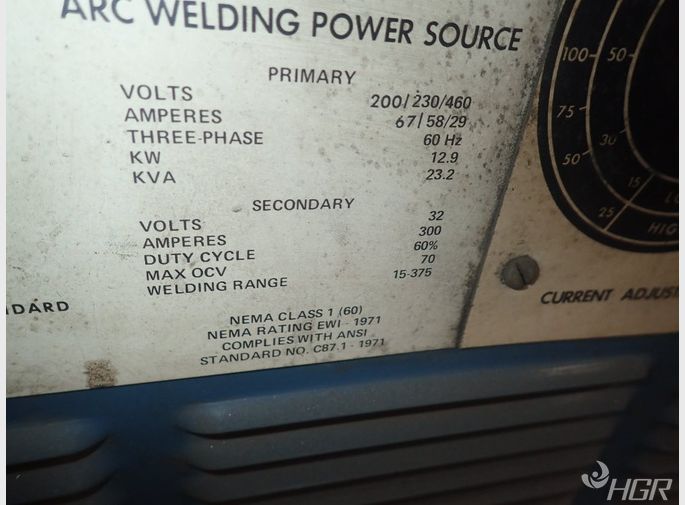 ARC WELDING POWER SOURCE
PRIMARY
VOLTS 200/230/460
AMPERES 67/58/29
THREE-PHASE 60 Hz
KW 12.9
KVA 23.2
SECONDARY
VOLTS 32
AMPERES 300
DUTY CYCLE 60%
MAX OCV 70
WELDING RANGE 15-375
NEMA CLASS 1 (60)
NEMA RATING EWI - 1971
COMPLIES WITH ANSI
STANDARD NO. C87.1 - 1971
100 50
75 30
50 15
25 HIG
CURRENT ADJUS
HGR